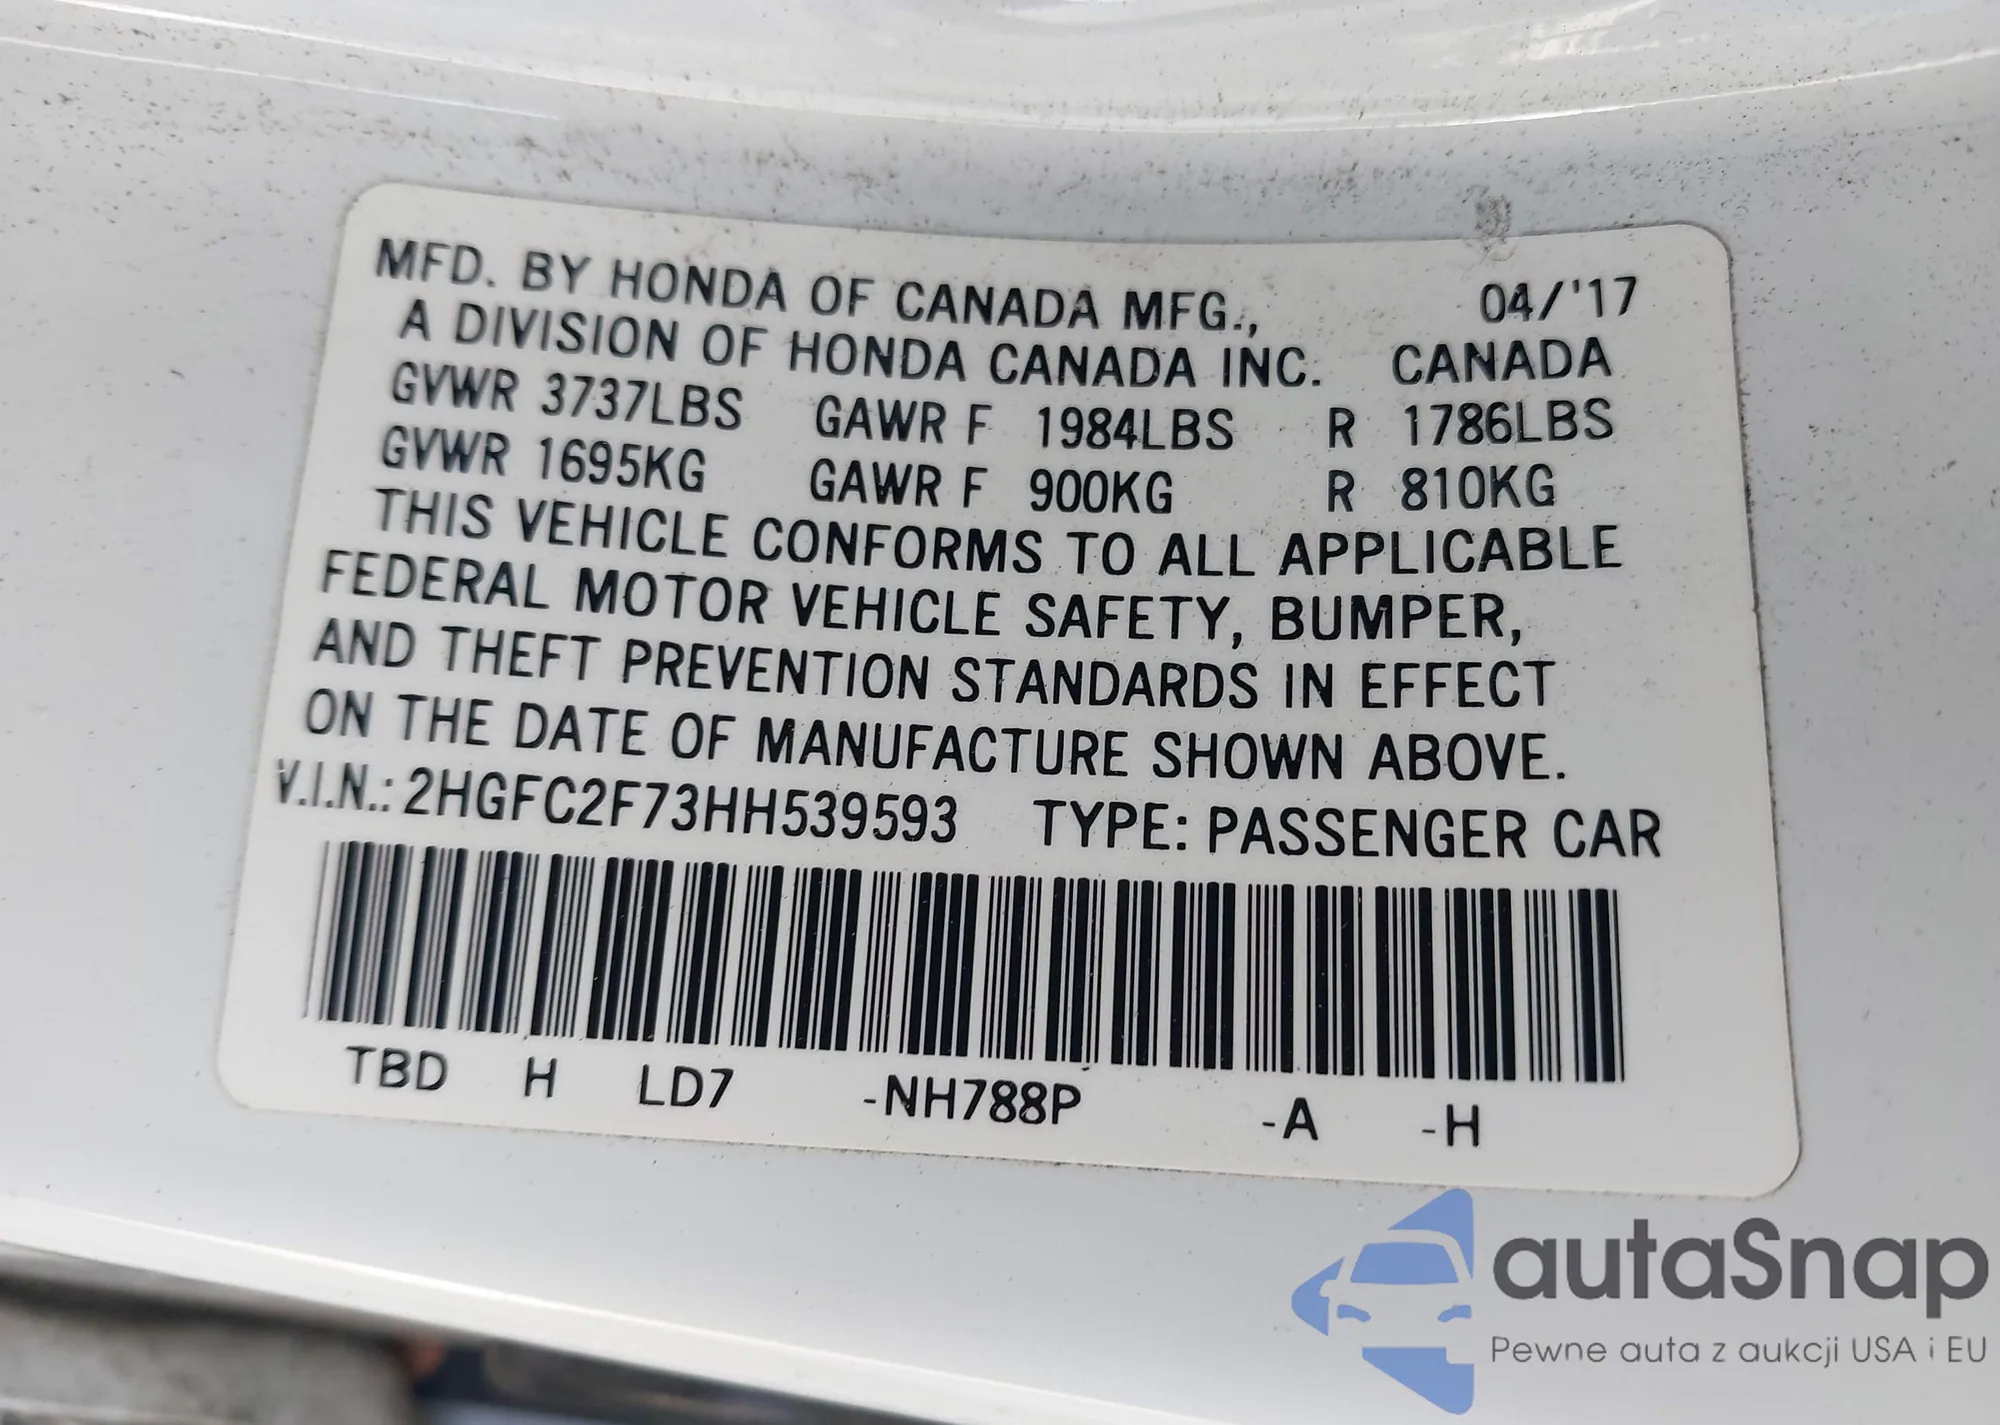 MFD. BY HONDA OF CANADA MFG., 04/'17
A DIVISION OF HONDA CANADA INC. CANADA
GVWR 3737LBS GAWR F 1984LBS R 1786LBS
GVWR 1695KG GAWR F 900KG R 810KG
THIS VEHICLE CONFORMS TO ALL APPLICABLE
FEDERAL MOTOR VEHICLE SAFETY, BUMPER,
AND THEFT PREVENTION STANDARDS IN EFFECT
ON THE DATE OF MANUFACTURE SHOWN ABOVE.
V.I.N.: 2HGFC2F73HH539593 TYPE: PASSENGER CAR
TBD H LD7 -NH788P -A -H
autaSnap
Pewne auta z aukcji USA i EU